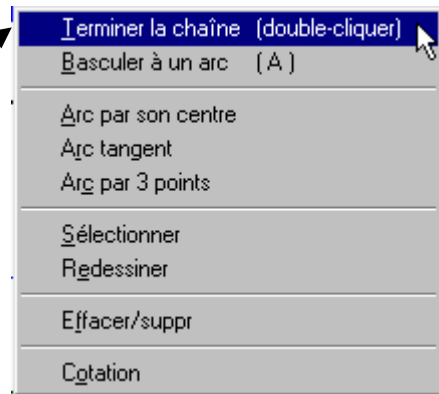 Terminer la chaîne (double-cliquer)
Basculer à un arc ( A )
Arc par son centre
Arc tangent
Arc par 3 points
Sélectionner
Redessiner
Effacer/suppr
Cotation